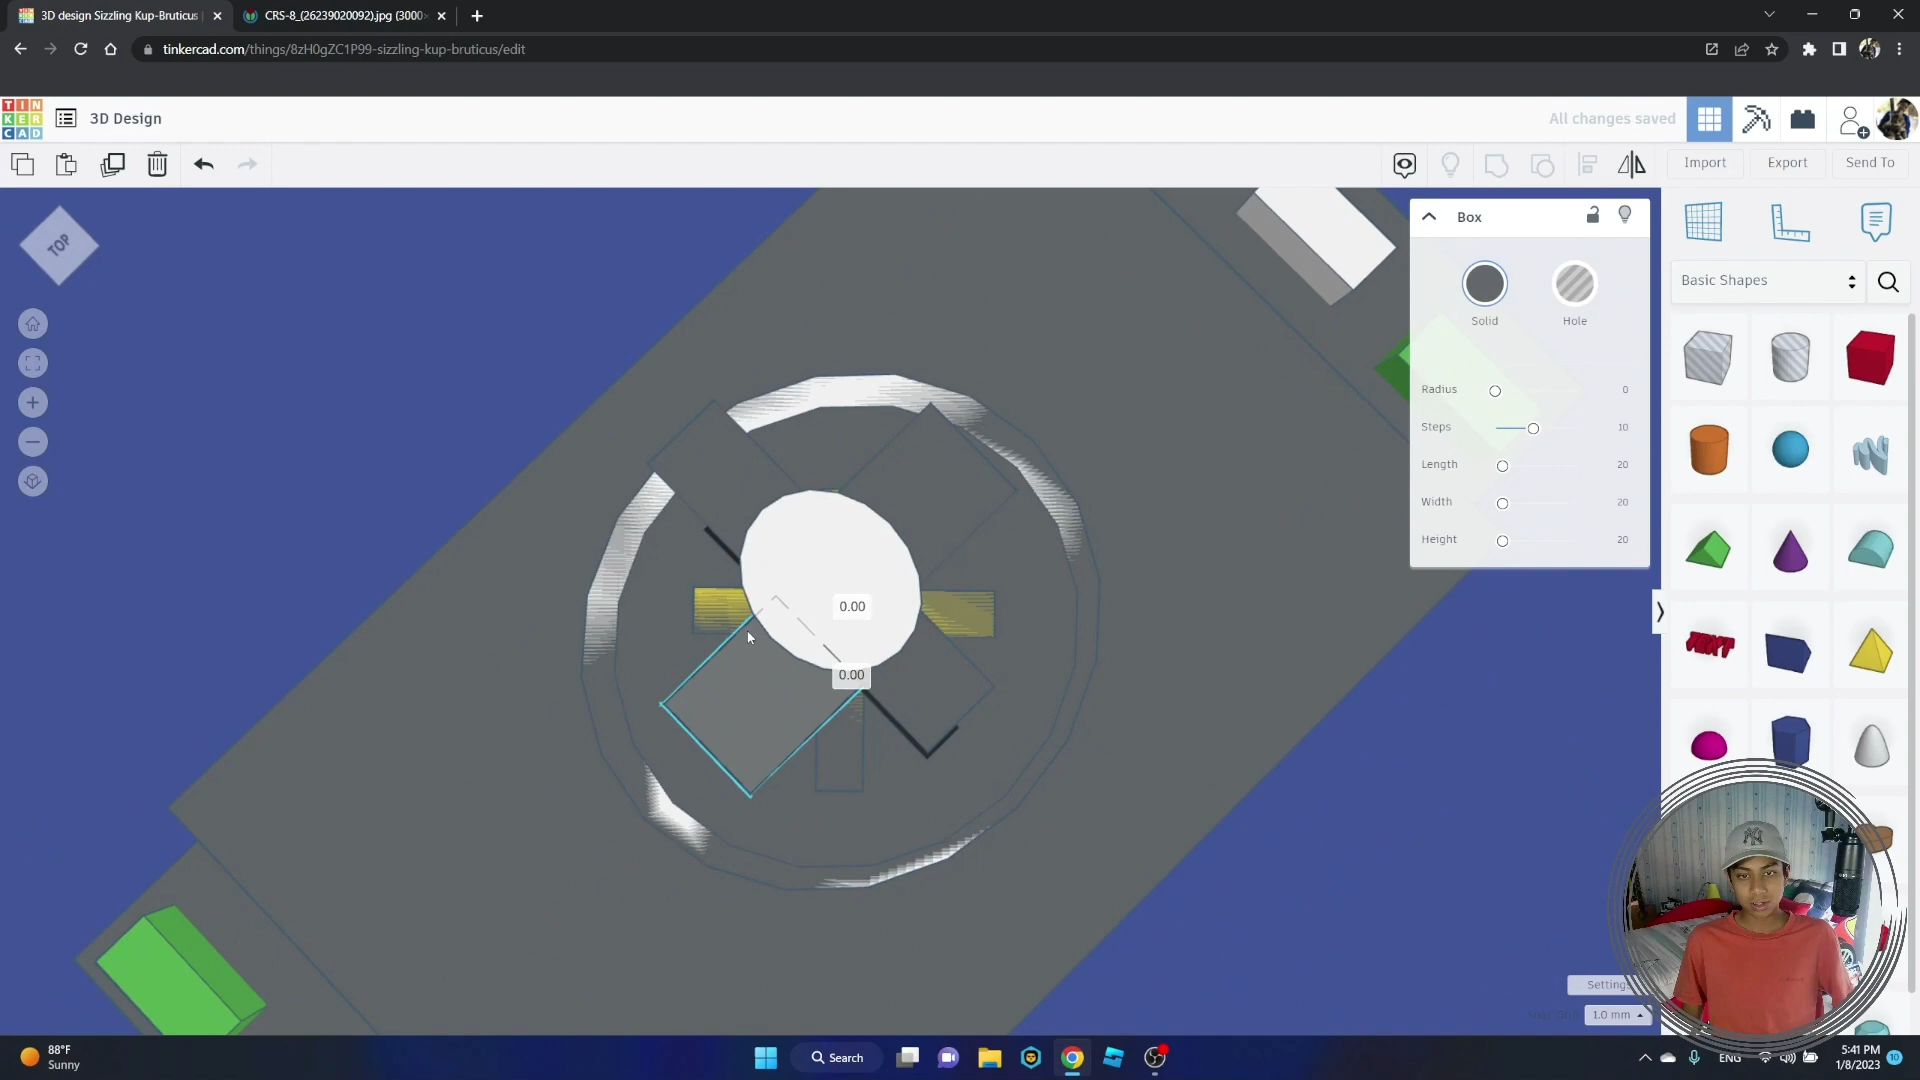 3D design Sizzling Kup-Bruticus |
CRS-8_(26239020092).jpg (3000×
tinkercad.com/things/8zH0gZC1P99-sizzling-kup-bruticus/edit
TIN
KER
CAD
3D Design
All changes saved
Import
Export
Send To
TOP
Box
Solid
Hole
Radius 0
Steps 10
Length 20
Width 20
Height 20
0.00
0.00
Basic Shapes
TEXT
Settings
1.0 mm
88°F
Sunny
Search
ENG
5:41 PM
1/8/2023
10